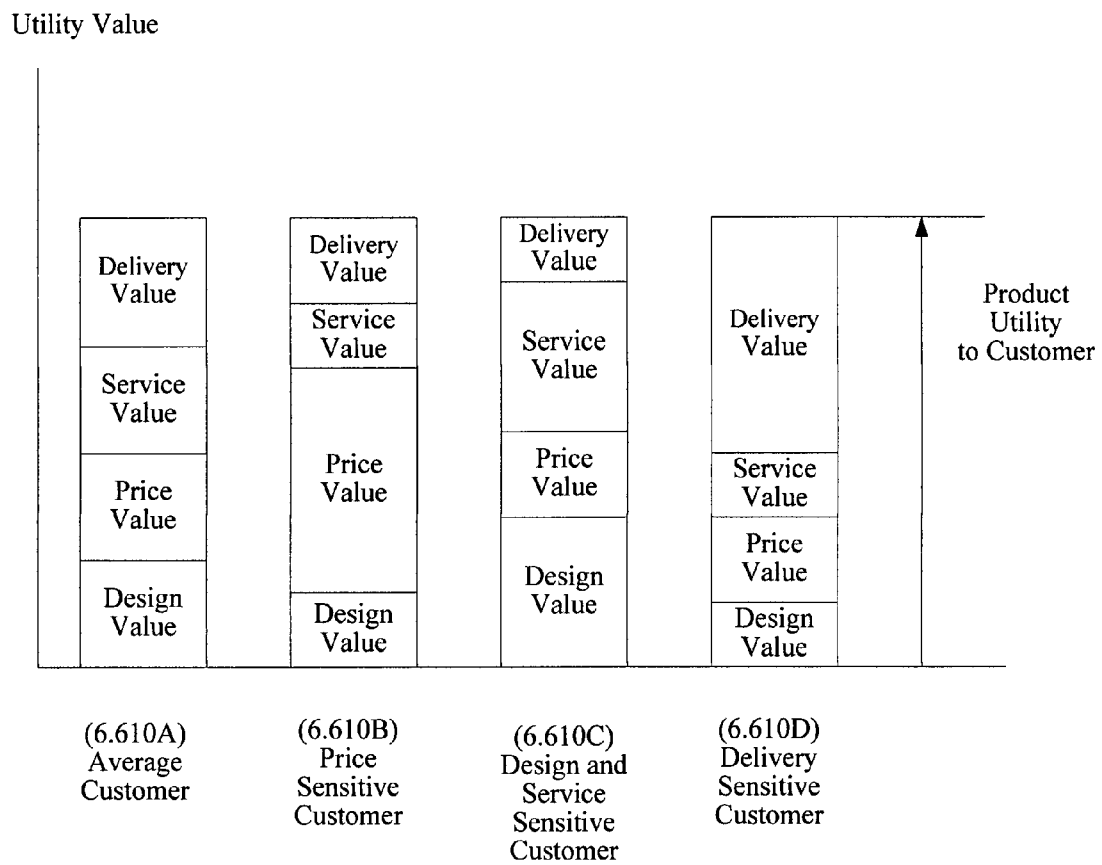 Utility Value
Delivery
Value
Service
Value
Price
Value
Design
Value
Delivery
Value
Service
Value
Price
Value
Design
Value
Delivery
Value
Service
Value
Price
Value
Design
Value
Delivery
Value
Service
Value
Price
Value
Design
Value
Product
Utility
to Customer
(6.610A)
Average
Customer
(6.610B)
Price
Sensitive
Customer
(6.610C)
Design and
Service
Sensitive
Customer
(6.610D)
Delivery
Sensitive
Customer